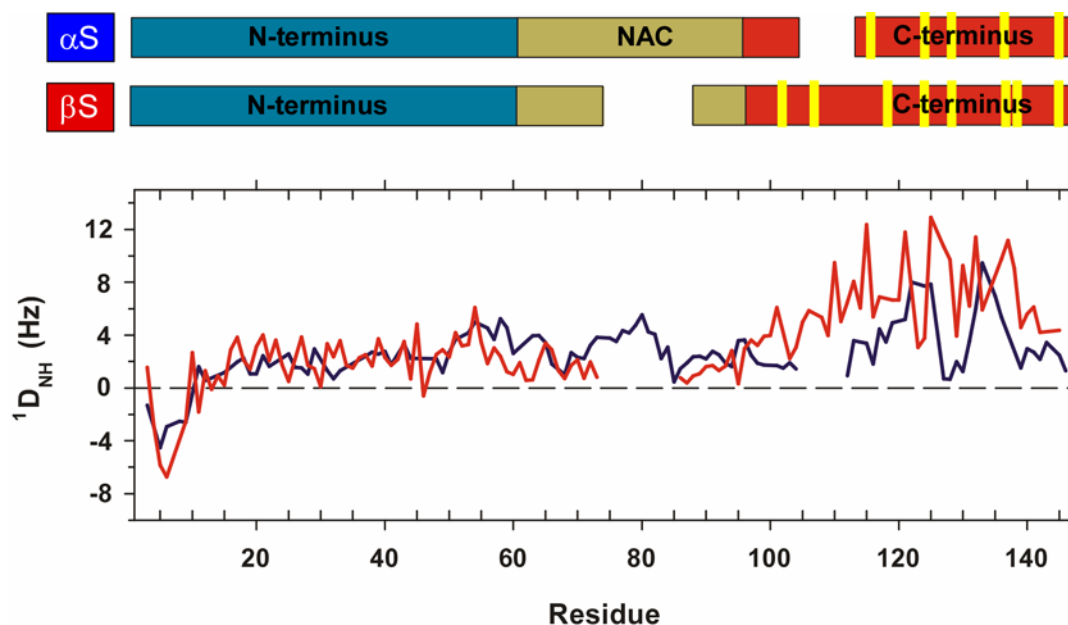 αS N-terminus NAC C-terminus
βS N-terminus C-terminus
12
8
4
0
-4
-8
¹D_NH (Hz)
20 40 60 80 100 120 140
Residue